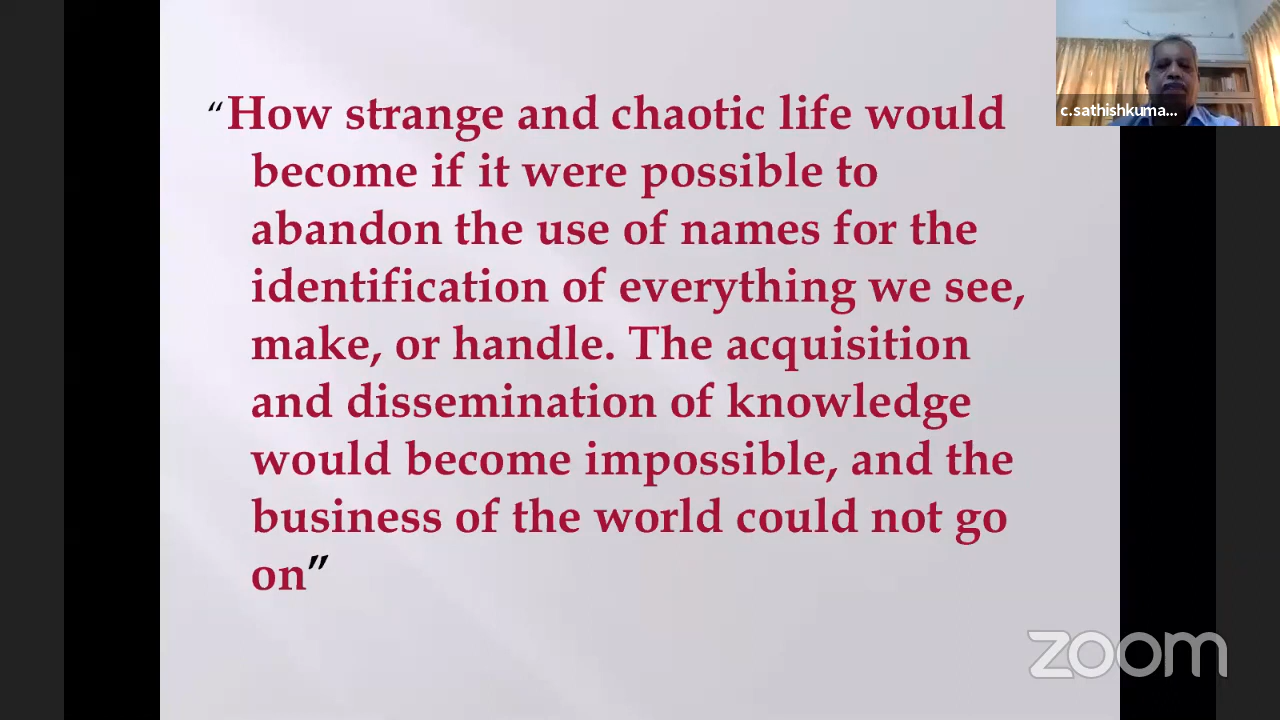 “How strange and chaotic life would
become if it were possible to
abandon the use of names for the
identification of everything we see,
make, or handle. The acquisition
and dissemination of knowledge
would become impossible, and the
business of the world could not go
on”
c.sathishkuma...
zoom